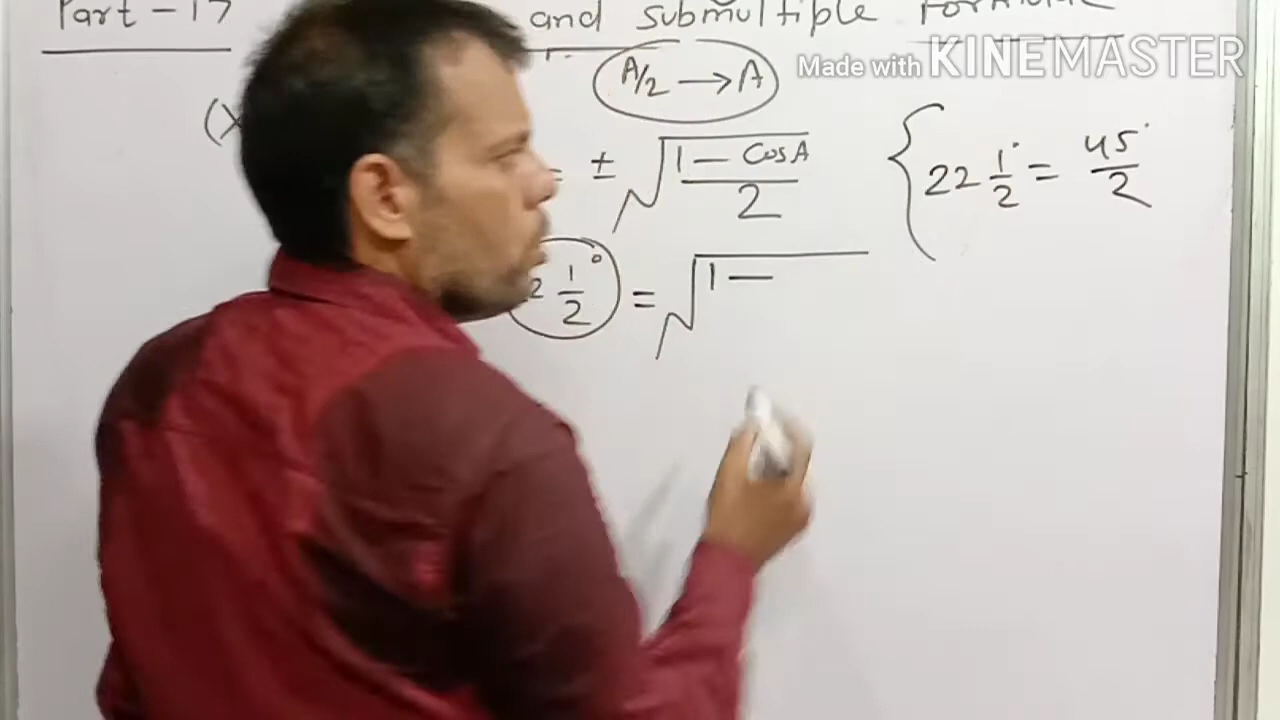 Part - 17 and submultiple Formulae
Made with KINEMASTER
A/2 → A
(x
= ± √(1 - CosA)/2
{ 22 1/2° = 45°/2
2 1/2° = √1 -